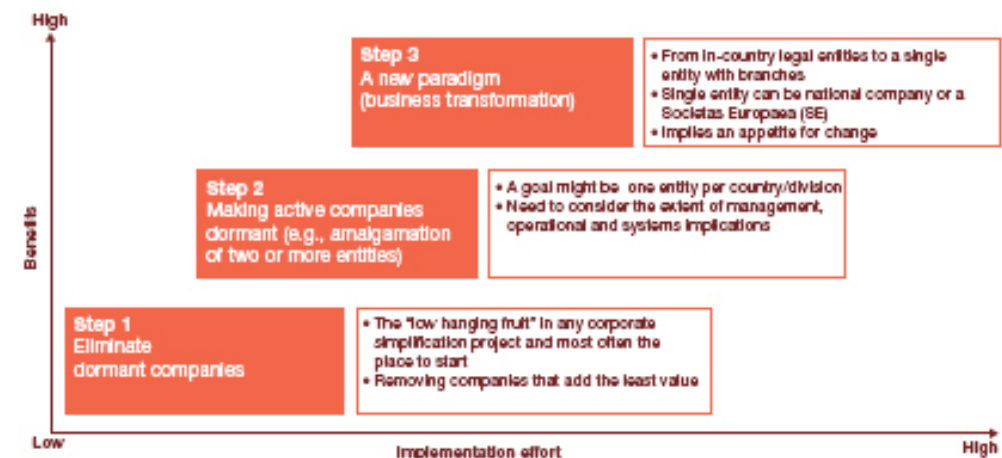 High
Step 3
A new paradigm
(business transformation)
• From in-country legal entities to a single
entity with branches
• Single entity can be national company or a
Societas Europaea (SE)
• Implies an appetite for change
Step 2
Making active companies
dormant (e.g., amalgamation
of two or more entities)
• A goal might be one entity per country/division
• Need to consider the extent of management,
operational and systems implications
Benefits
Step 1
Eliminate
dormant companies
• The "low hanging fruit" in any corporate
simplification project and most often the
place to start
• Removing companies that add the least value
Low
Implementation effort
High